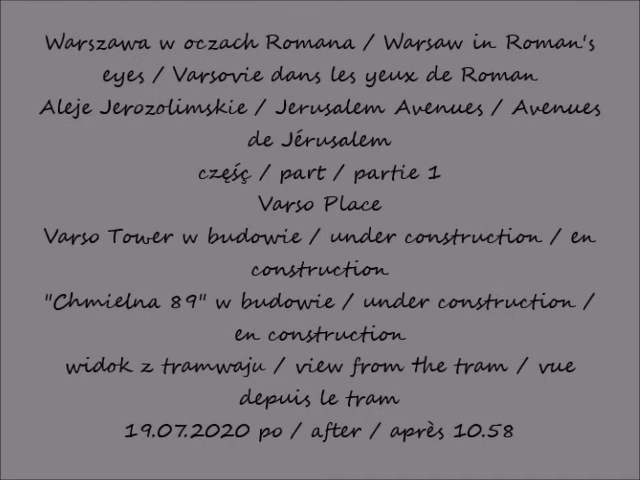 Warszawa w oczach Romana / Warsaw in Roman's
eyes / Varsovie dans les yeux de Roman
Aleje Jerozolimskie / Jerusalem Avenues / Avenues
de Jérusalem
częśç / part / partie 1
Varso Place
Varso Tower w budowie / under construction / en
construction
"Chmielna 89" w budowie / under construction /
en construction
widok z tramwaju / view from the tram / vue
depuis le tram
19.07.2020 po / after / après 10.58